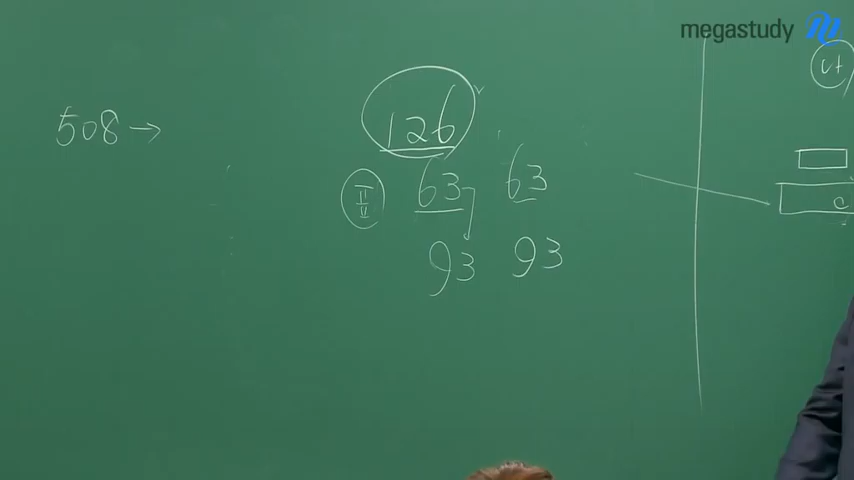 megastudy
508 → 126
Ⅱ 63 63
93 93